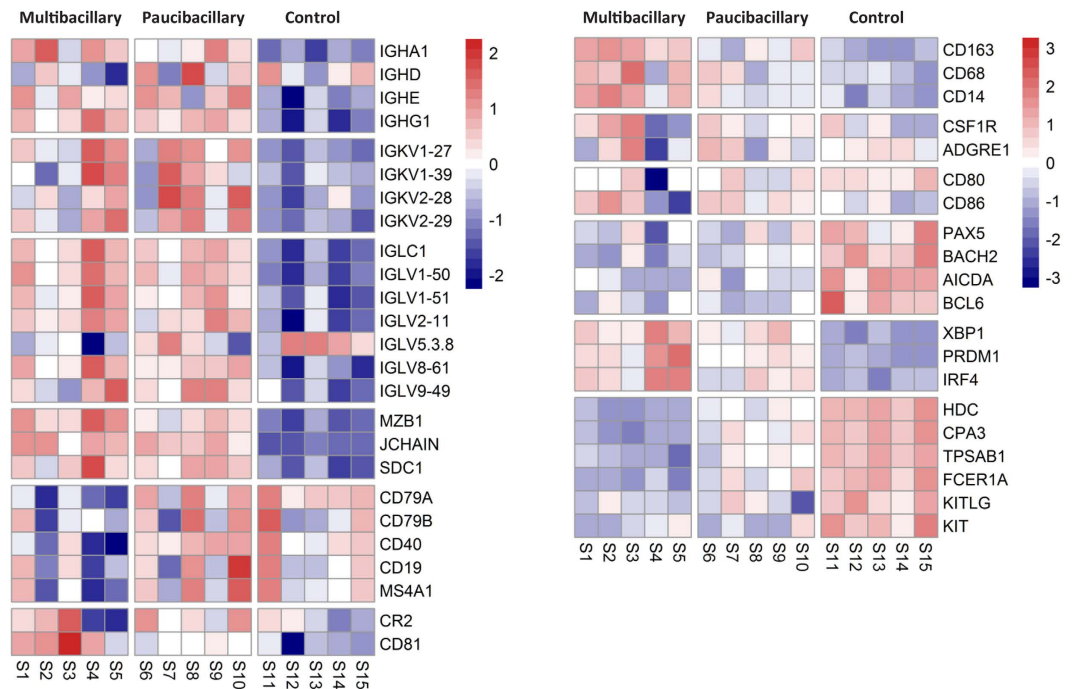 Multibacillary Paucibacillary Control
IGHA1
IGHD
IGHE
IGHG1
IGKV1-27
IGKV1-39
IGKV2-28
IGKV2-29
IGLC1
IGLV1-50
IGLV1-51
IGLV2-11
IGLV5.3.8
IGLV8-61
IGLV9-49
MZB1
JCHAIN
SDC1
CD79A
CD79B
CD40
CD19
MS4A1
CR2
CD81
S1 S2 S3 S4 S5 S6 S7 S8 S9 S10 S11 S12 S13 S14 S15
2
1
0
-1
-2
Multibacillary Paucibacillary Control
CD163
CD68
CD14
CSF1R
ADGRE1
CD80
CD86
PAX5
BACH2
AICDA
BCL6
XBP1
PRDM1
IRF4
HDC
CPA3
TPSAB1
FCER1A
KITLG
KIT
S1 S2 S3 S4 S5 S6 S7 S8 S9 S10 S11 S12 S13 S14 S15
3
2
1
0
-1
-2
-3